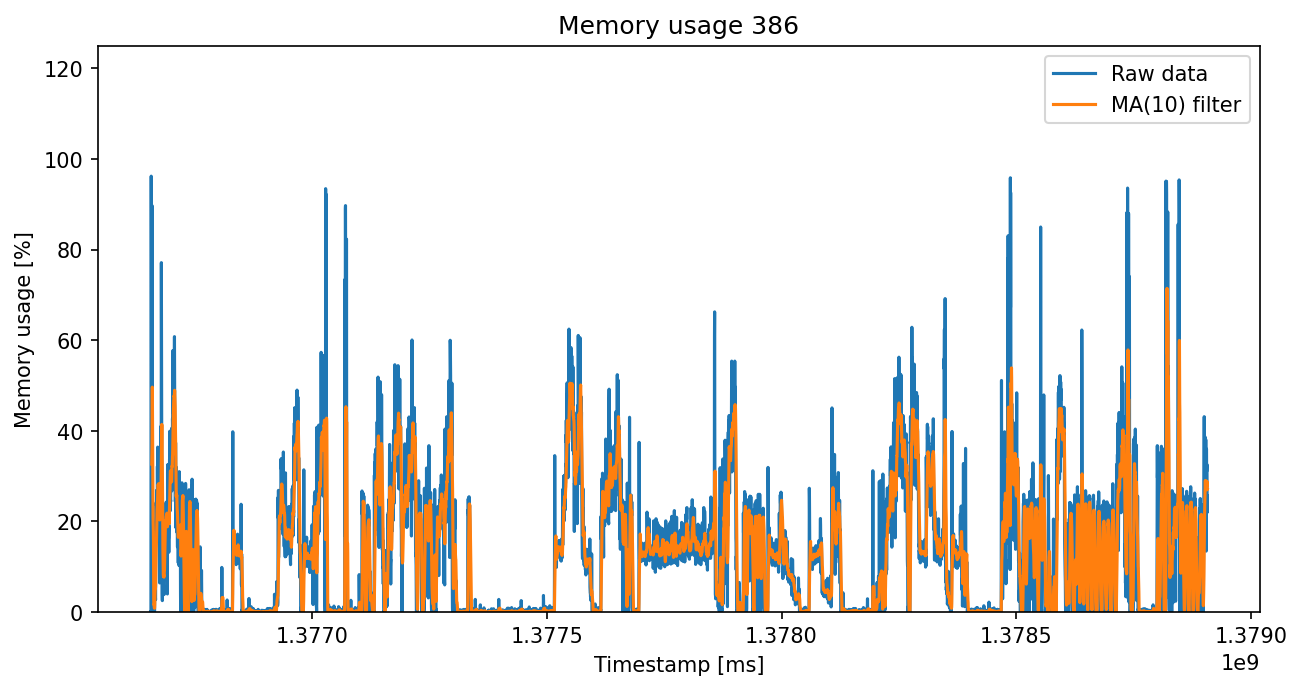 Memory usage 386
Raw data
MA(10) filter
Memory usage [%]
120
100
80
60
40
20
0
1.3770 1.3775 1.3780 1.3785 1.3790
1e9
Timestamp [ms]